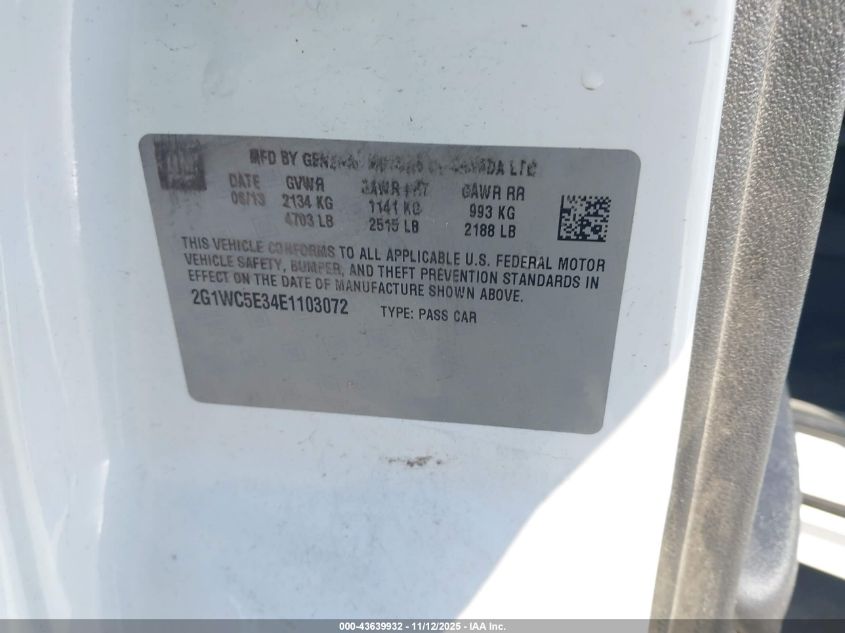 GM
MFD BY GENERAL MOTORS OF CANADA LTD
DATE GVWR GAWR FRT GAWR RR
06/13 2134 KG 1141 KG 993 KG
4703 LB 2515 LB 2188 LB
THIS VEHICLE CONFORMS TO ALL APPLICABLE U.S. FEDERAL MOTOR
VEHICLE SAFETY, BUMPER, AND THEFT PREVENTION STANDARDS IN
EFFECT ON THE DATE OF MANUFACTURE SHOWN ABOVE.
2G1WC5E34E1103072 TYPE: PASS CAR
000-43639932 - 11/12/2025 - IAA Inc.